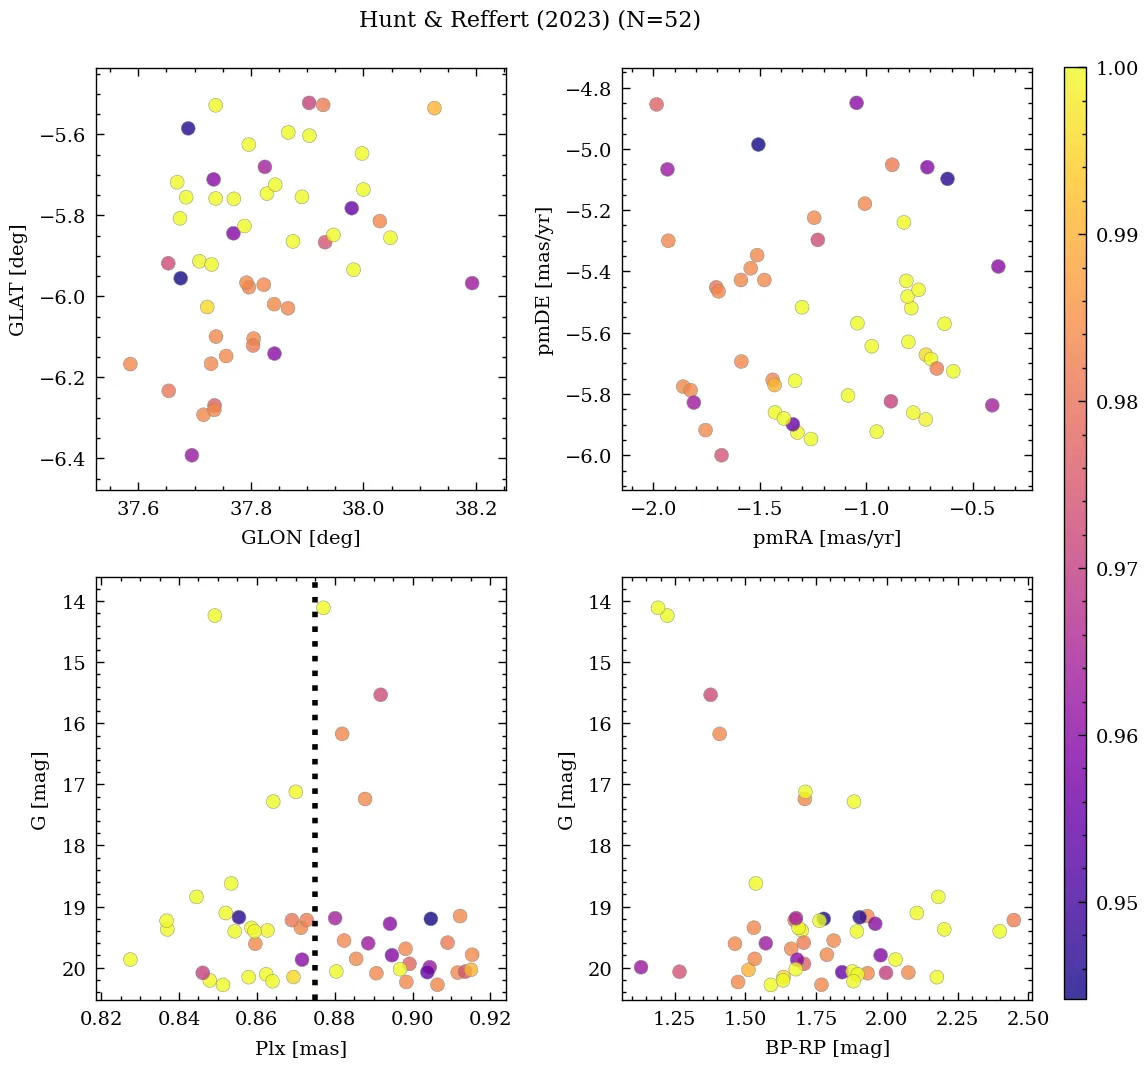 Hunt & Reffert (2023) (N=52)
−5.6
−5.8
−6.0
−6.2
−6.4
GLAT [deg]
37.6 37.8 38.0 38.2
GLON [deg]
−4.8
−5.0
−5.2
−5.4
−5.6
−5.8
−6.0
pmDE [mas/yr]
−2.0 −1.5 −1.0 −0.5
pmRA [mas/yr]
14
15
16
17
18
19
20
G [mag]
0.82 0.84 0.86 0.88 0.90 0.92
Plx [mas]
14
15
16
17
18
19
20
G [mag]
1.25 1.50 1.75 2.00 2.25 2.50
BP-RP [mag]
1.00
0.99
0.98
0.97
0.96
0.95